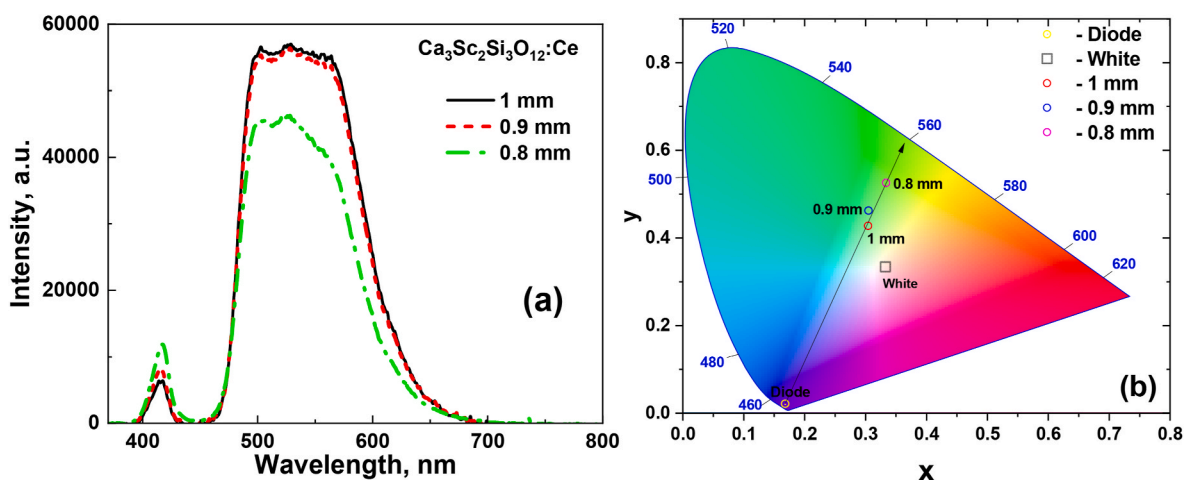 60000
40000
20000
0
400
500
600
700
800
Intensity, a.u.
Wavelength, nm
Ca₃Sc₂Si₃O₁₂:Ce
1 mm
0.9 mm
0.8 mm
(a)
0.8
0.6
0.4
0.2
0.0
0.0
0.1
0.2
0.3
0.4
0.5
0.6
0.7
0.8
y
x
520
540
560
580
600
620
500
480
460
- Diode
- White
- 1 mm
- 0.9 mm
- 0.8 mm
0.8 mm
0.9 mm
1 mm
White
Diode
(b)